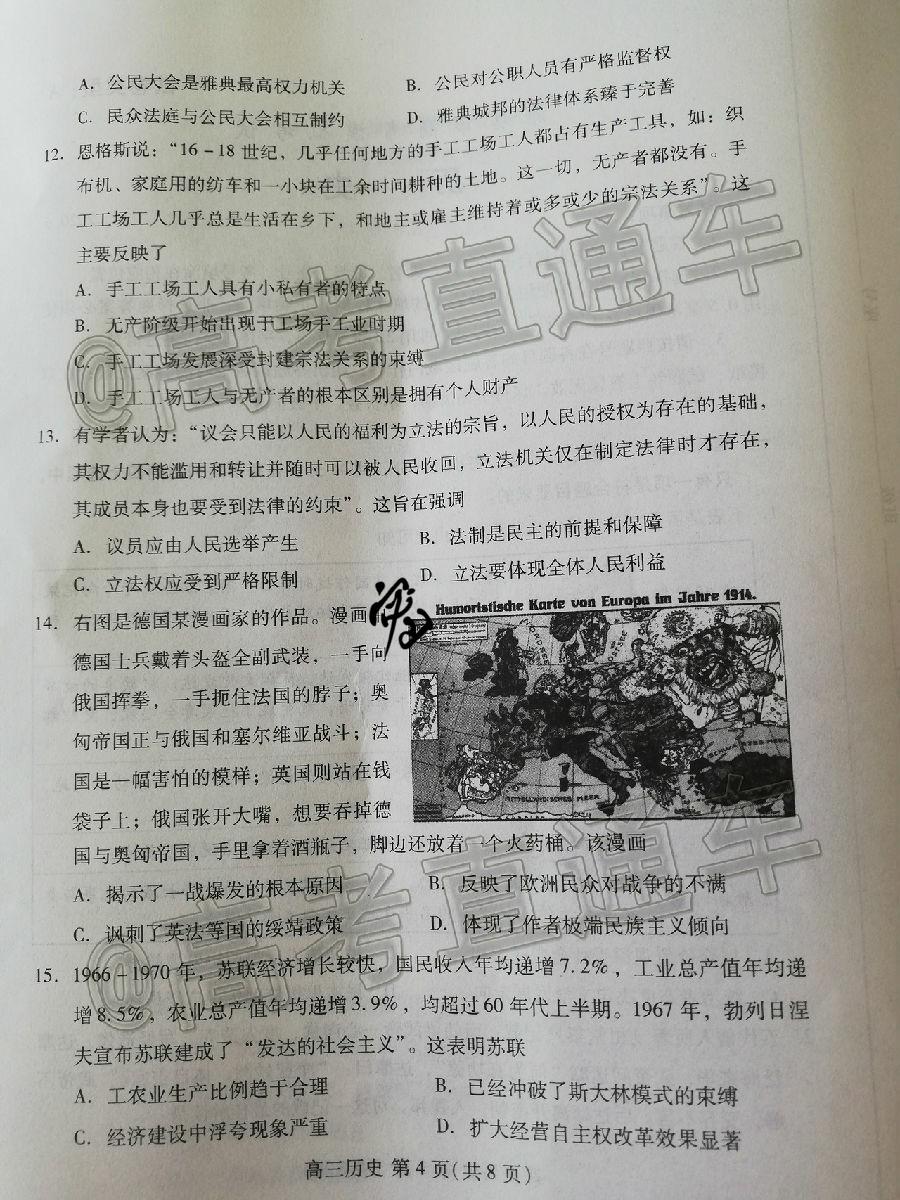 A. 公民大会是雅典最高权力机关 B. 公民对公职人员有严格监督权
C. 民众法庭与公民大会相互制约 D. 雅典城邦的法律体系臻于完善
12. 恩格斯说：“16－18世纪，几乎任何地方的手工工场工人都占有生产工具，如：织
布机、家庭用的纺车和一小块在工余时间耕种的土地。这一切，无产者都没有。手
工工场工人几乎总是生活在乡下，和地主或雇主维持着或多或少的宗法关系”。这
主要反映了
A. 手工工场工人具有小私有者的特点
B. 无产阶级开始出现于工场手工业时期
C. 手工工场发展深受封建宗法关系的束缚
D. 手工工场工人与无产者的根本区别是拥有个人财产
13. 有学者认为：“议会只能以人民的福利为立法的宗旨，以人民的授权为存在的基础，
其权力不能滥用和转让并随时可以被人民收回，立法机关仅在制定法律时才存在，
其成员本身也要受到法律的约束”。这旨在强调
A. 议员应由人民选举产生 B. 法制是民主的前提和保障
C. 立法权应受到严格限制 D. 立法要体现全体人民利益
Humoristische Karte von Europa im Jahre 1914.
14. 右图是德国某漫画家的作品。漫画
德国士兵戴着头盔全副武装，一手向
俄国挥拳，一手扼住法国的脖子；奥
匈帝国正与俄国和塞尔维亚战斗；法
国是一幅害怕的模样；英国则站在钱
袋子上；俄国张开大嘴，想要吞掉德
国与奥匈帝国，手里拿着酒瓶子，脚边还放着一个火药桶。该漫画
MITTELLÄNDISCHES MEER
A. 揭示了一战爆发的根本原因 B. 反映了欧洲民众对战争的不满
C. 讽刺了英法等国的绥靖政策 D. 体现了作者极端民族主义倾向
15. 1966－1970年，苏联经济增长较快，国民收入年均递增7.2%，工业总产值年均递
增8.5%，农业总产值年均递增3.9%，均超过60年代上半期。1967年，勃列日涅
夫宣布苏联建成了“发达的社会主义”。这表明苏联
A. 工农业生产比例趋于合理 B. 已经冲破了斯大林模式的束缚
C. 经济建设中浮夸现象严重 D. 扩大经营自主权改革效果显著
高三历史 第4页(共8页)
@高考直通车
@高考直通车